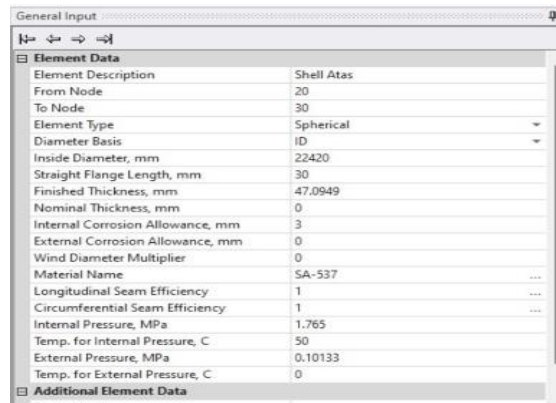 General Input
Element Data
Element Description Shell Atas
From Node 20
To Node 30
Element Type Spherical
Diameter Basis ID
Inside Diameter, mm 22420
Straight Flange Length, mm 30
Finished Thickness, mm 47.0949
Nominal Thickness, mm 0
Internal Corrosion Allowance, mm 3
External Corrosion Allowance, mm 0
Wind Diameter Multiplier 0
Material Name SA-537 ...
Longitudinal Seam Efficiency 1 ...
Circumferential Seam Efficiency 1 ...
Internal Pressure, MPa 1.765
Temp. for Internal Pressure, C 50
External Pressure, MPa 0.10133
Temp. for External Pressure, C 0
Additional Element Data